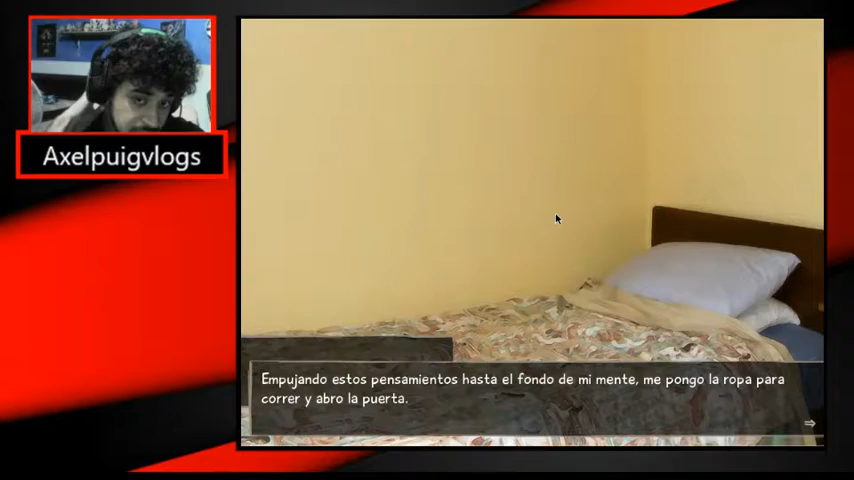 Axelpuigvlogs
Empujando estos pensamientos hasta el fondo de mi mente, me pongo la ropa para
correr y abro la puerta.